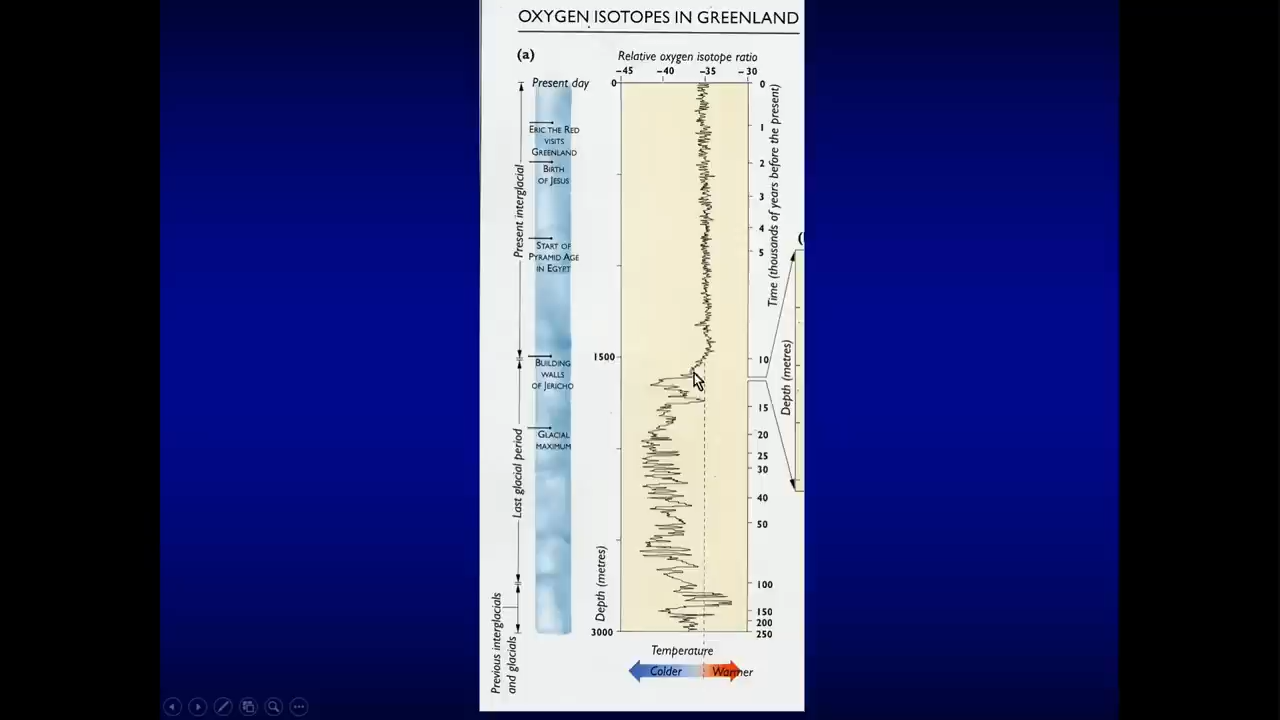 OXYGEN ISOTOPES IN GREENLAND
(a)
Relative oxygen isotope ratio
−45 −40 −35 −30
0
Present day
0
ERIC THE RED
VISITS
GREENLAND
BIRTH
OF JESUS
START OF
PYRAMID AGE
IN EGYPT
BUILDING
WALLS
OF JERICHO
GLACIAL
MAXIMUM
Present interglacial
Last glacial period
Previous interglacials
and glacials
1500
3000
Depth (metres)
1
2
3
4
5
10
15
20
25
30
40
50
100
150
200
250
Time (thousands of years before the present)
Depth (metres)
(
Temperature
Colder
Warmer